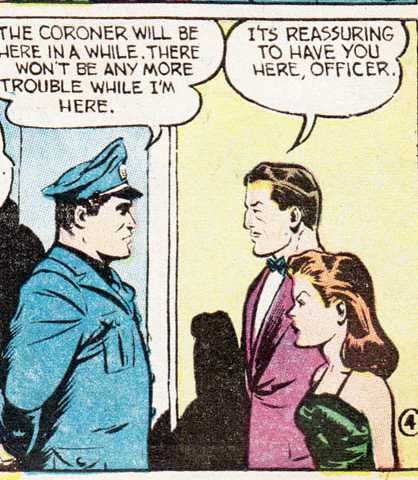 THE CORONER WILL BE
HERE IN A WHILE. THERE
WON'T BE ANY MORE
TROUBLE WHILE I'M
HERE.
IT'S REASSURING
TO HAVE YOU
HERE, OFFICER.
4